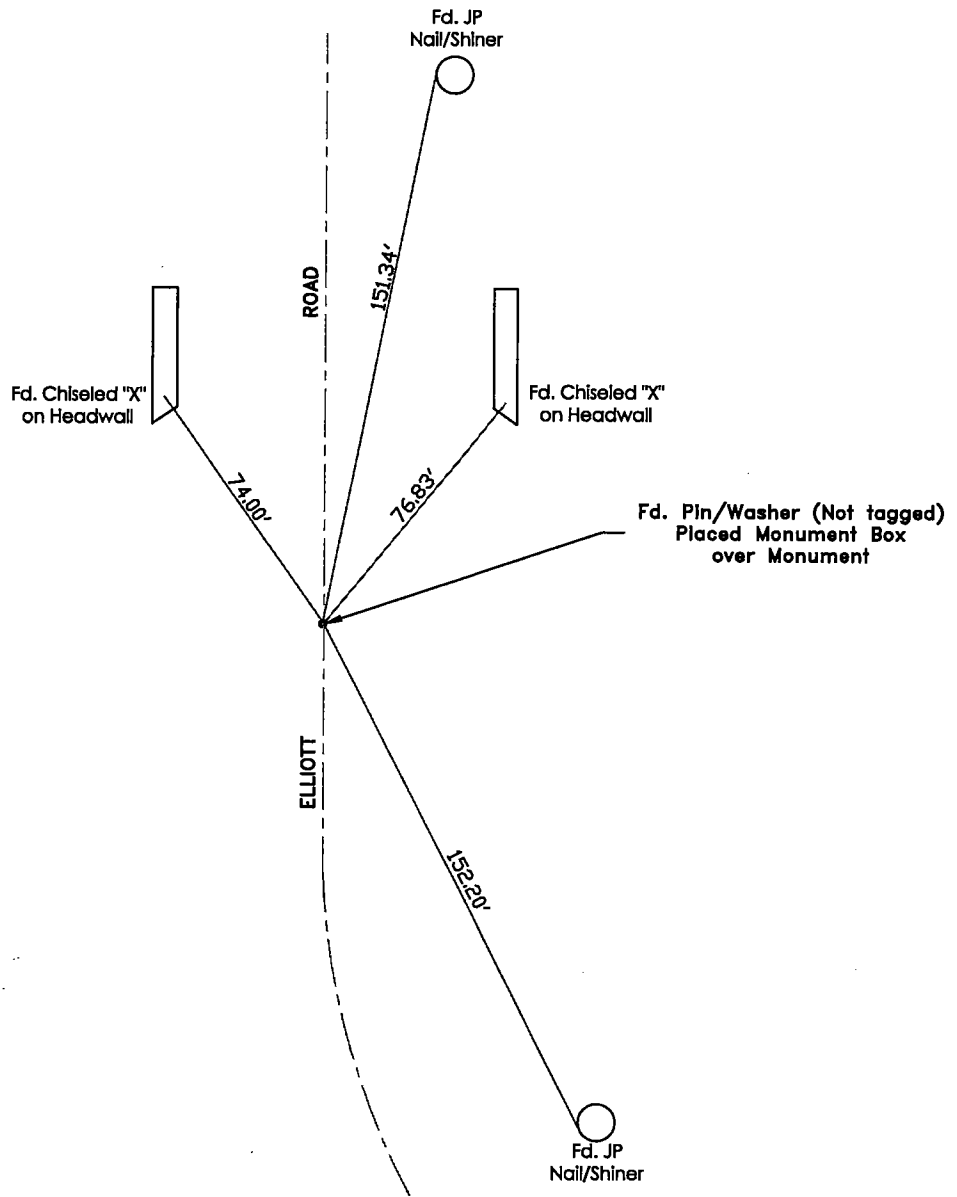 Fd. JP
Nail/Shiner
ROAD
151.34'
Fd. Chiseled "X"
on Headwall
Fd. Chiseled "X"
on Headwall
74.00'
76.83'
Fd. Pin/Washer (Not tagged)
Placed Monument Box
over Monument
ELLIOTT
152.20'
Fd. JP
Nail/Shiner